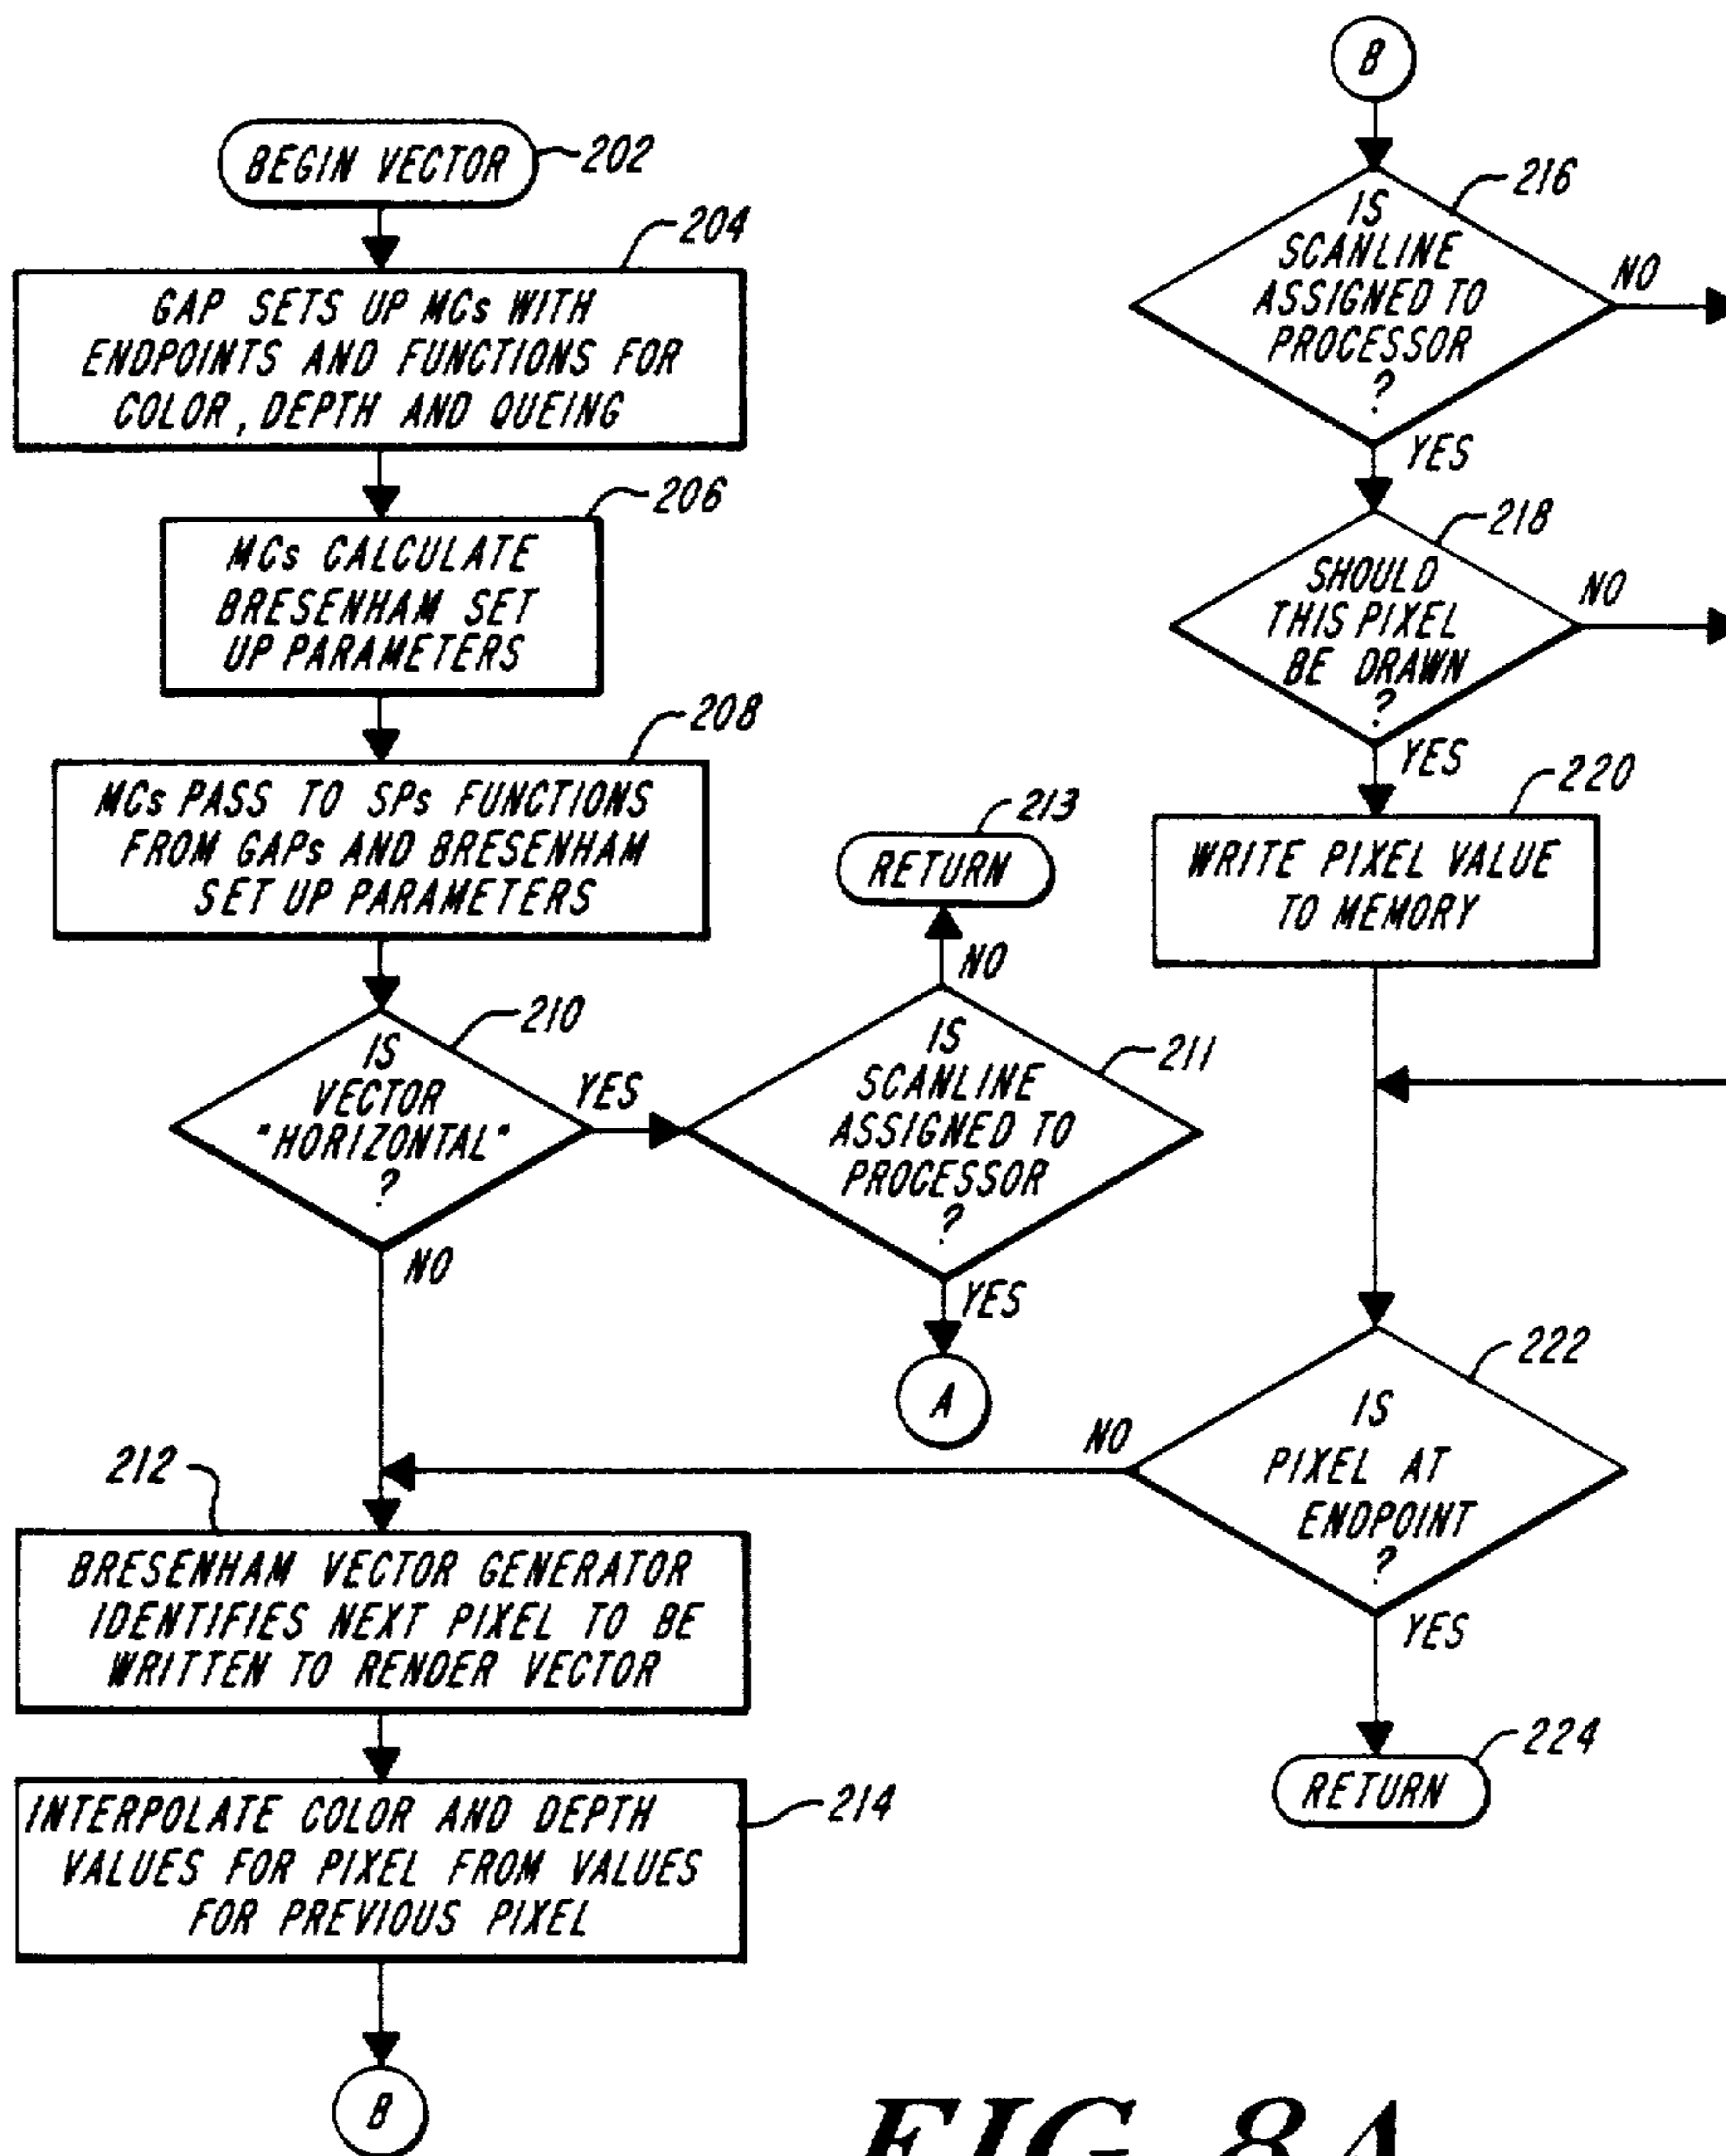 BEGIN VECTOR
202
204
GAP SETS UP MCs WITH
ENDPOINTS AND FUNCTIONS FOR
COLOR, DEPTH AND QUEING
206
MCs CALCULATE
BRESENHAM SET
UP PARAMETERS
208
MCs PASS TO SPs FUNCTIONS
FROM GAPs AND BRESENHAM
SET UP PARAMETERS
210
IS
VECTOR
"HORIZONTAL"
?
YES
NO
213
RETURN
NO
211
IS
SCANLINE
ASSIGNED TO
PROCESSOR
?
YES
A
212
BRESENHAM VECTOR GENERATOR
IDENTIFIES NEXT PIXEL TO BE
WRITTEN TO RENDER VECTOR
214
INTERPOLATE COLOR AND DEPTH
VALUES FOR PIXEL FROM VALUES
FOR PREVIOUS PIXEL
B
B
216
IS
SCANLINE
ASSIGNED TO
PROCESSOR
?
NO
YES
218
SHOULD
THIS PIXEL
BE DRAWN
?
NO
YES
220
WRITE PIXEL VALUE
TO MEMORY
222
IS
PIXEL AT
ENDPOINT
?
NO
YES
224
RETURN
FIG. 8A